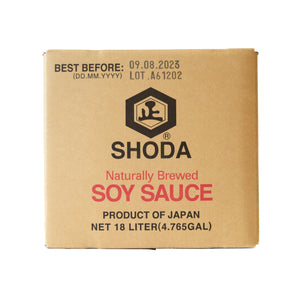 BEST BEFORE: 09.08.2023
(DD.MM.YYYY) LOT.A61202
正
®
SHODA
Naturally Brewed
SOY SAUCE
PRODUCT OF JAPAN
NET 18 LITER(4.765GAL)